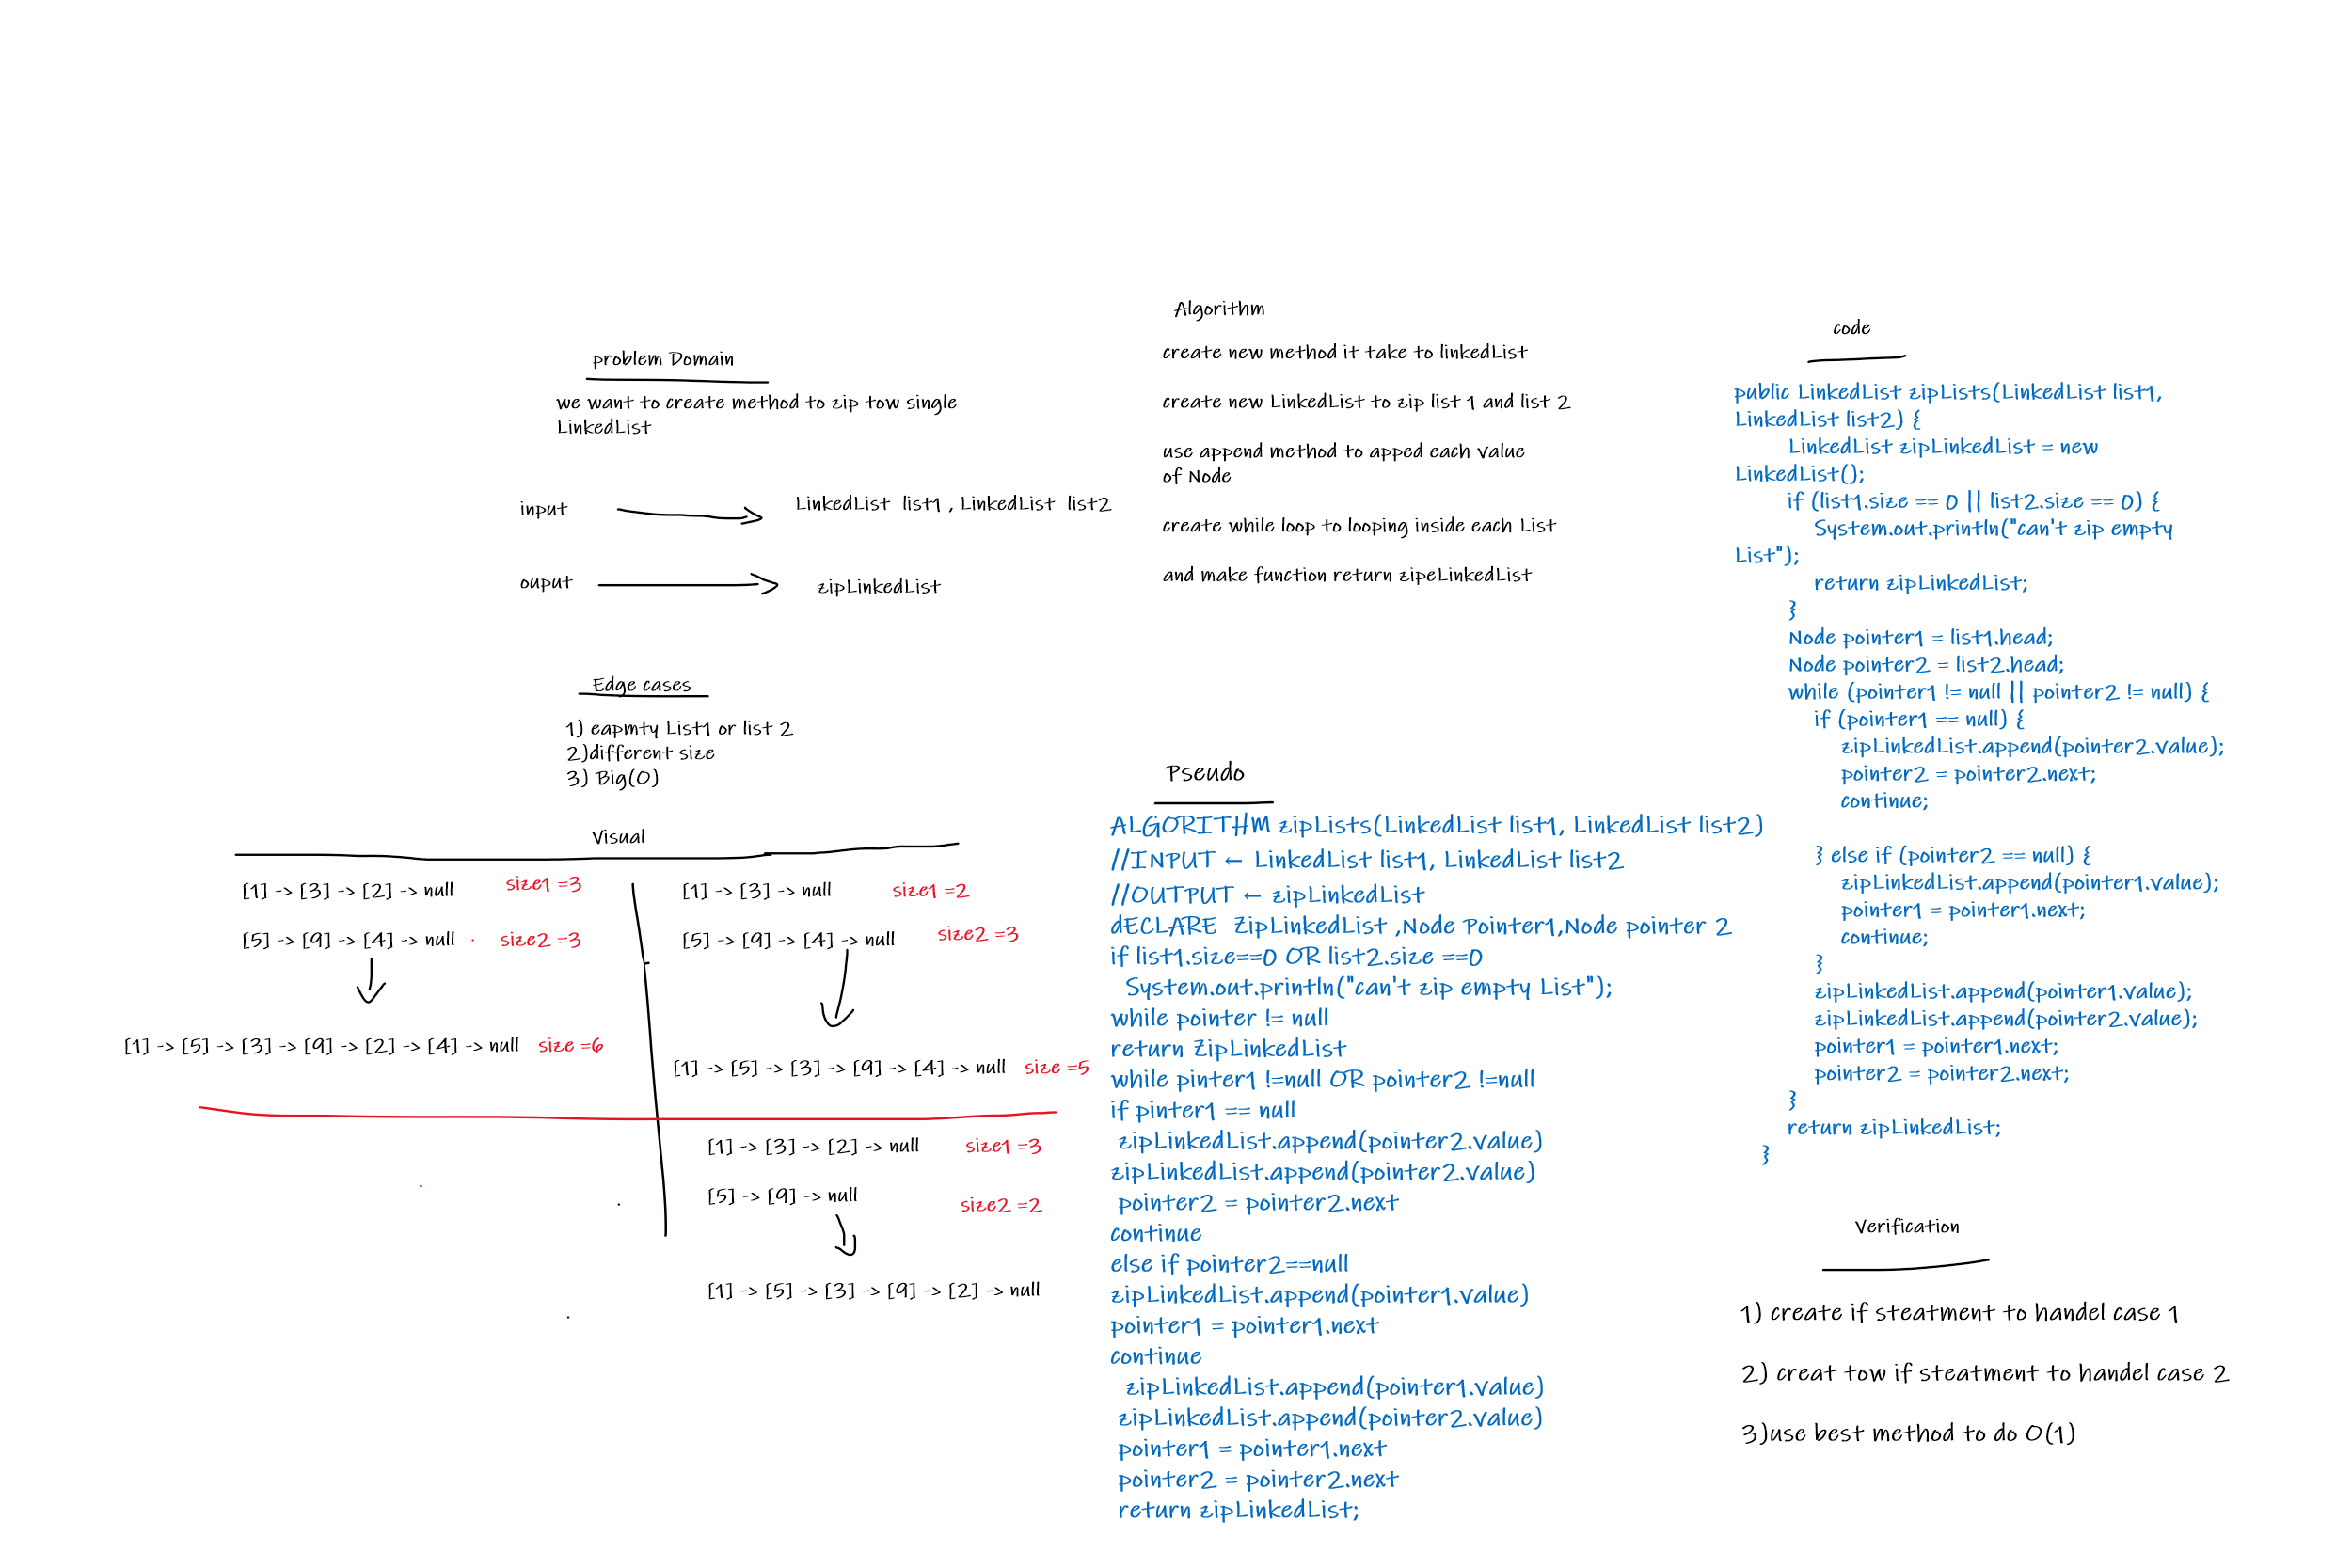 problem Domain
we want to create method to zip tow single
LinkedList
input
LinkedList list1 , LinkedList list2
ouput
zipLinkedList
Edge cases
1) eapmty List1 or list 2
2)different size
3) Big(O)
Visual
[1] -> [3] -> [2] -> null
size1 =3
[5] -> [9] -> [4] -> null
size2 =3
[1] -> [5] -> [3] -> [9] -> [2] -> [4] -> null
size =6
[1] -> [3] -> null
size1 =2
[5] -> [9] -> [4] -> null
size2 =3
[1] -> [5] -> [3] -> [9] -> [4] -> null
size =5
[1] -> [3] -> [2] -> null
size1 =3
[5] -> [9] -> null
size2 =2
[1] -> [5] -> [3] -> [9] -> [2] -> null
Algorithm
create new method it take to linkedList
create new LinkedList to zip list 1 and list 2
use append method to apped each value
of Node
create while loop to looping inside each List
and make function return zipeLinkedList
Pseudo
ALGORITHM zipLists(LinkedList list1, LinkedList list2)
//INPUT ← LinkedList list1, LinkedList list2
//OUTPUT ← zipLinkedList
dECLARE ZipLinkedList ,Node Pointer1,Node pointer 2
if list1.size==0 OR list2.size ==0
System.out.println("can't zip empty List");
while pointer != null
return ZipLinkedList
while pinter1 !=null OR pointer2 !=null
if pinter1 == null
zipLinkedList.append(pointer2.value)
zipLinkedList.append(pointer2.value)
pointer2 = pointer2.next
continue
else if pointer2==null
zipLinkedList.append(pointer1.value)
pointer1 = pointer1.next
continue
zipLinkedList.append(pointer1.value)
zipLinkedList.append(pointer2.value)
pointer1 = pointer1.next
pointer2 = pointer2.next
return zipLinkedList;
code
public LinkedList zipLists(LinkedList list1,
LinkedList list2) {
LinkedList zipLinkedList = new
LinkedList();
if (list1.size == 0 || list2.size == 0) {
System.out.println("can't zip empty
List");
return zipLinkedList;
}
Node pointer1 = list1.head;
Node pointer2 = list2.head;
while (pointer1 != null || pointer2 != null) {
if (pointer1 == null) {
zipLinkedList.append(pointer2.value);
pointer2 = pointer2.next;
continue;
} else if (pointer2 == null) {
zipLinkedList.append(pointer1.value);
pointer1 = pointer1.next;
continue;
}
zipLinkedList.append(pointer1.value);
zipLinkedList.append(pointer2.value);
pointer1 = pointer1.next;
pointer2 = pointer2.next;
}
return zipLinkedList;
}
Verification
1) create if steatment to handel case 1
2) creat tow if steatment to handel case 2
3)use best method to do O(1)